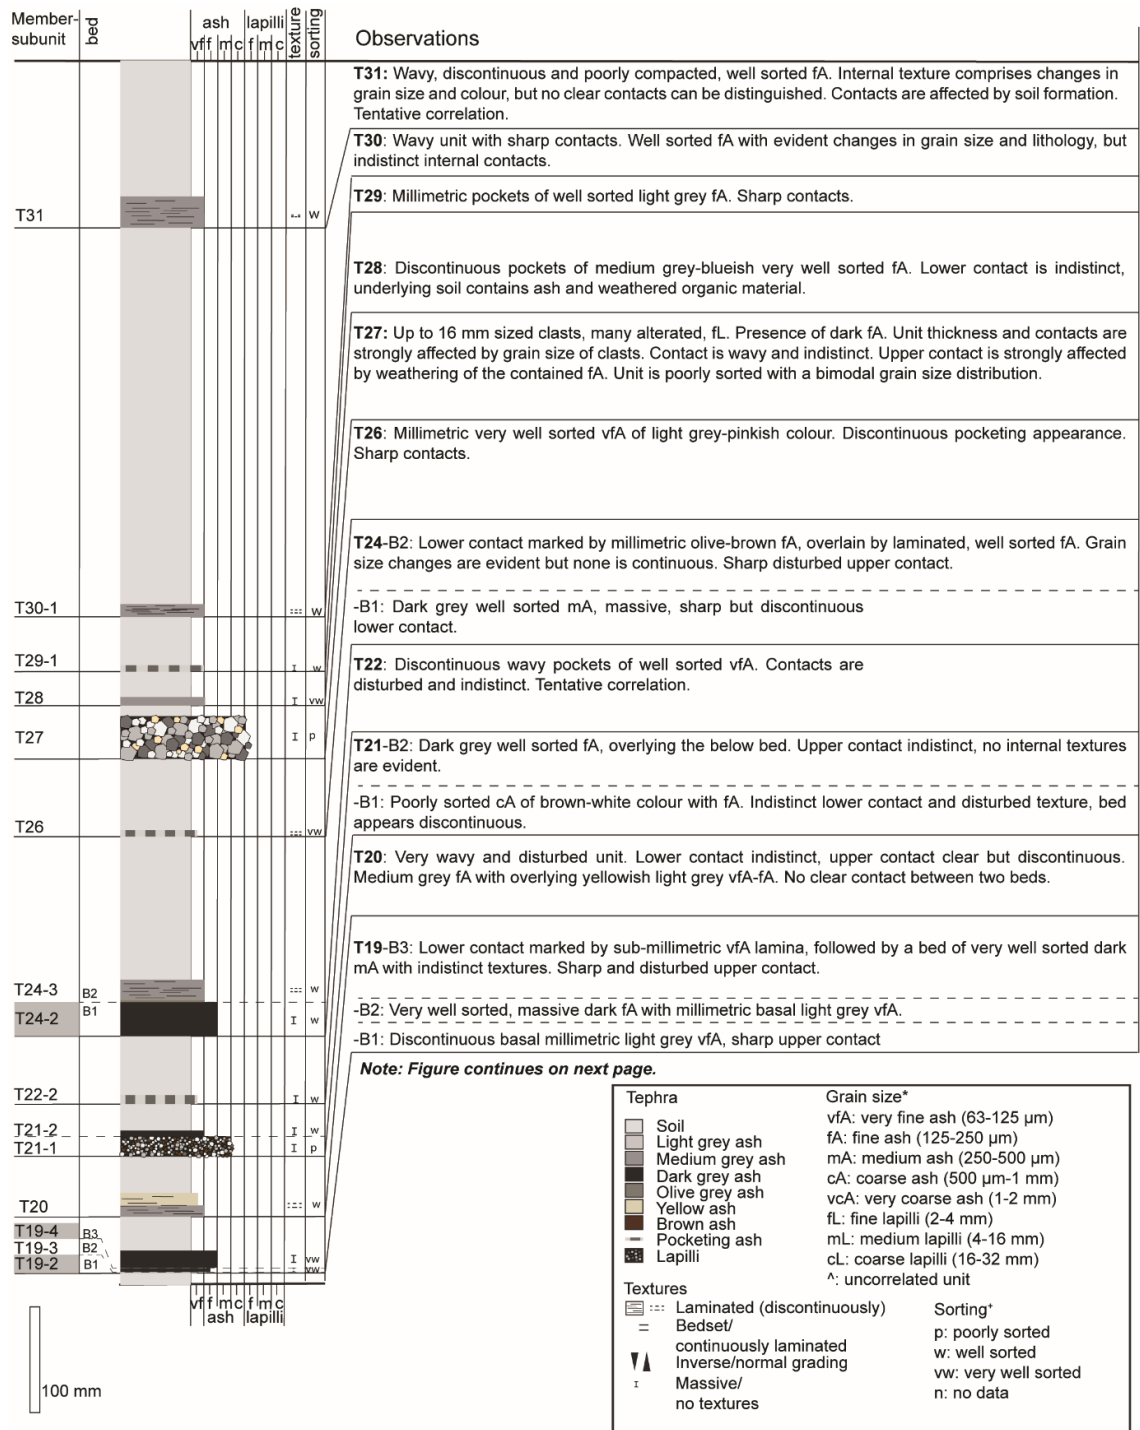 Member-
subunit
bed
ash
lapilli
vf f m c
f m c
texture
sorting
Observations
T31: Wavy, discontinuous and poorly compacted, well sorted fA. Internal texture comprises changes in
grain size and colour, but no clear contacts can be distinguished. Contacts are affected by soil formation.
Tentative correlation.
T30: Wavy unit with sharp contacts. Well sorted fA with evident changes in grain size and lithology, but
indistinct internal contacts.
T29: Millimetric pockets of well sorted light grey fA. Sharp contacts.
T31
w
T28: Discontinuous pockets of medium grey-blueish very well sorted fA. Lower contact is indistinct,
underlying soil contains ash and weathered organic material.
T27: Up to 16 mm sized clasts, many altered, fL. Presence of dark fA. Unit thickness and contacts are
strongly affected by grain size of clasts. Contact is wavy and indistinct. Upper contact is strongly affected
by weathering of the contained fA. Unit is poorly sorted with a bimodal grain size distribution.
T26: Millimetric very well sorted vfA of light grey-pinkish colour. Discontinuous pocketing appearance.
Sharp contacts.
T24-B2: Lower contact marked by millimetric olive-brown fA, overlain by laminated, well sorted fA. Grain
size changes are evident but none is continuous. Sharp disturbed upper contact.
-B1: Dark grey well sorted mA, massive, sharp but discontinuous
lower contact.
T30-1
w
T29-1
I w
T28
I vw
T27
I p
T22: Discontinuous wavy pockets of well sorted vfA. Contacts are
disturbed and indistinct. Tentative correlation.
T21-B2: Dark grey well sorted fA, overlying the below bed. Upper contact indistinct, no internal textures
are evident.
-B1: Poorly sorted cA of brown-white colour with fA. Indistinct lower contact and disturbed texture, bed
appears discontinuous.
T26
vw
T20: Very wavy and disturbed unit. Lower contact indistinct, upper contact clear but discontinuous.
Medium grey fA with overlying yellowish light grey vfA-fA. No clear contact between two beds.
T19-B3: Lower contact marked by sub-millimetric vfA lamina, followed by a bed of very well sorted dark
mA with indistinct textures. Sharp and disturbed upper contact.
-B2: Very well sorted, massive dark fA with millimetric basal light grey vfA.
-B1: Discontinuous basal millimetric light grey vfA, sharp upper contact
T24-3
B2
w
T24-2
B1
I w
Note: Figure continues on next page.
T22-2
I w
T21-2
I w
T21-1
I p
T20
w
T19-4
B3
T19-3
B2
I vw
T19-2
B1
vw
vf f m c
f m c
ash
lapilli
100 mm
Tephra
Soil
Light grey ash
Medium grey ash
Dark grey ash
Olive grey ash
Yellow ash
Brown ash
Pocketing ash
Lapilli
Grain size*
vfA: very fine ash (63-125 µm)
fA: fine ash (125-250 µm)
mA: medium ash (250-500 µm)
cA: coarse ash (500 µm-1 mm)
vcA: very coarse ash (1-2 mm)
fL: fine lapilli (2-4 mm)
mL: medium lapilli (4-16 mm)
cL: coarse lapilli (16-32 mm)
^: uncorrelated unit
Textures
Laminated (discontinuously)
Bedset/
continuously laminated
Inverse/normal grading
I Massive/
no textures
Sorting⁺
p: poorly sorted
w: well sorted
vw: very well sorted
n: no data